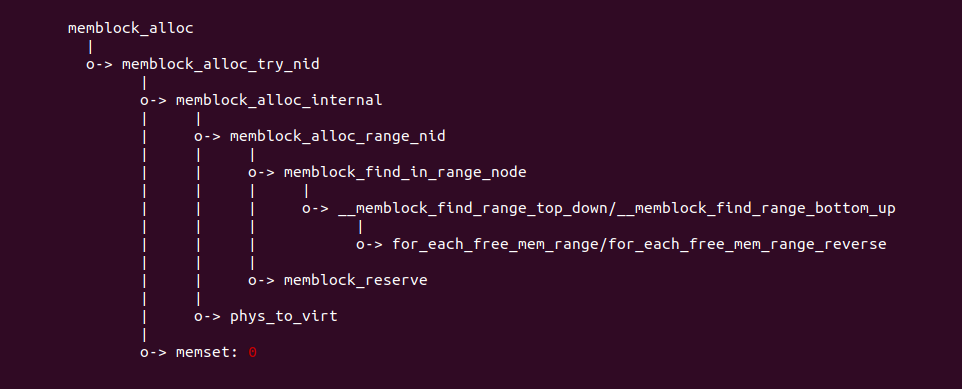 memblock_alloc
|
o-> memblock_alloc_try_nid
|
o-> memblock_alloc_internal
| |
| o-> memblock_alloc_range_nid
| | |
| | o-> memblock_find_in_range_node
| | | |
| | | o-> __memblock_find_range_top_down/__memblock_find_range_bottom_up
| | | |
| | | o-> for_each_free_mem_range/for_each_free_mem_range_reverse
| | |
| | o-> memblock_reserve
| |
| o-> phys_to_virt
|
o-> memset: 0